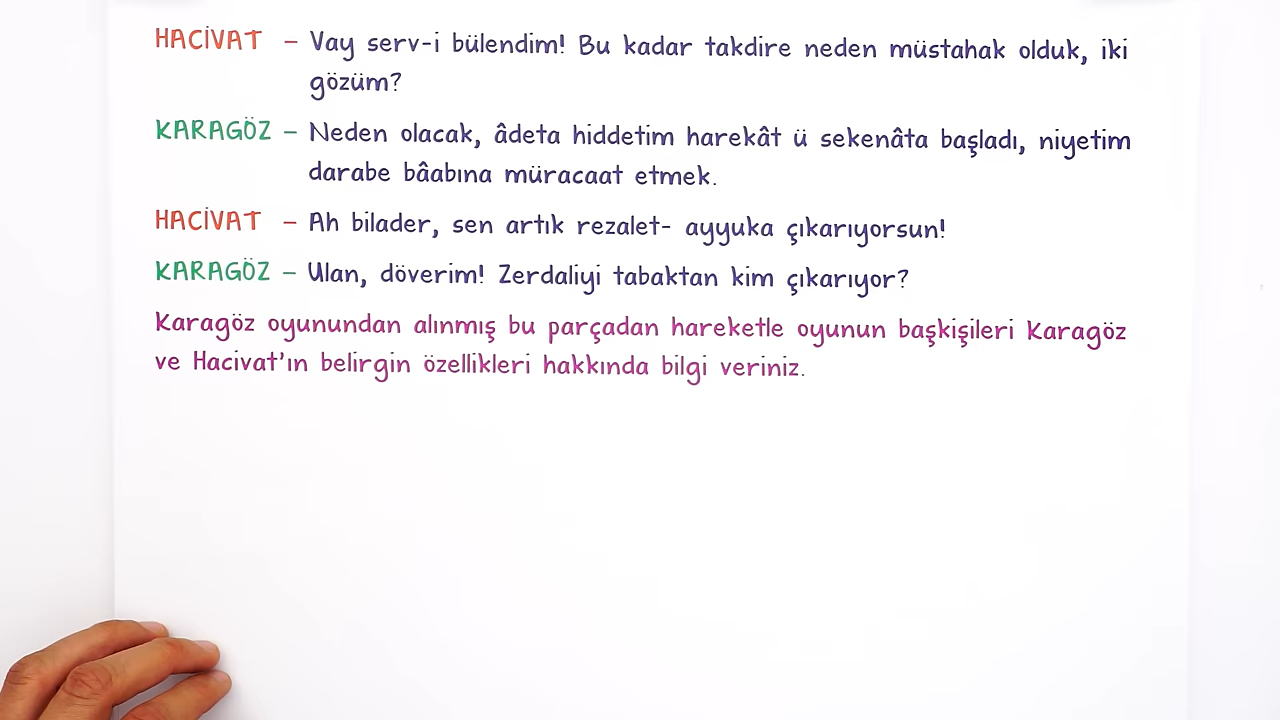 HACİVAT – Vay serv-i bülendim! Bu kadar takdire neden müstahak olduk, iki
gözüm?
KARAGÖZ – Neden olacak, âdeta hiddetim harekât ü sekenâta başladı, niyetim
darabe bâabına müracaat etmek.
HACİVAT – Ah bilader, sen artık rezalet- ayyuka çıkarıyorsun!
KARAGÖZ – Ulan, döverim! Zerdaliyi tabaktan kim çıkarıyor?
Karagöz oyunundan alınmış bu parçadan hareketle oyunun başkişileri Karagöz
ve Hacivat'ın belirgin özellikleri hakkında bilgi veriniz.